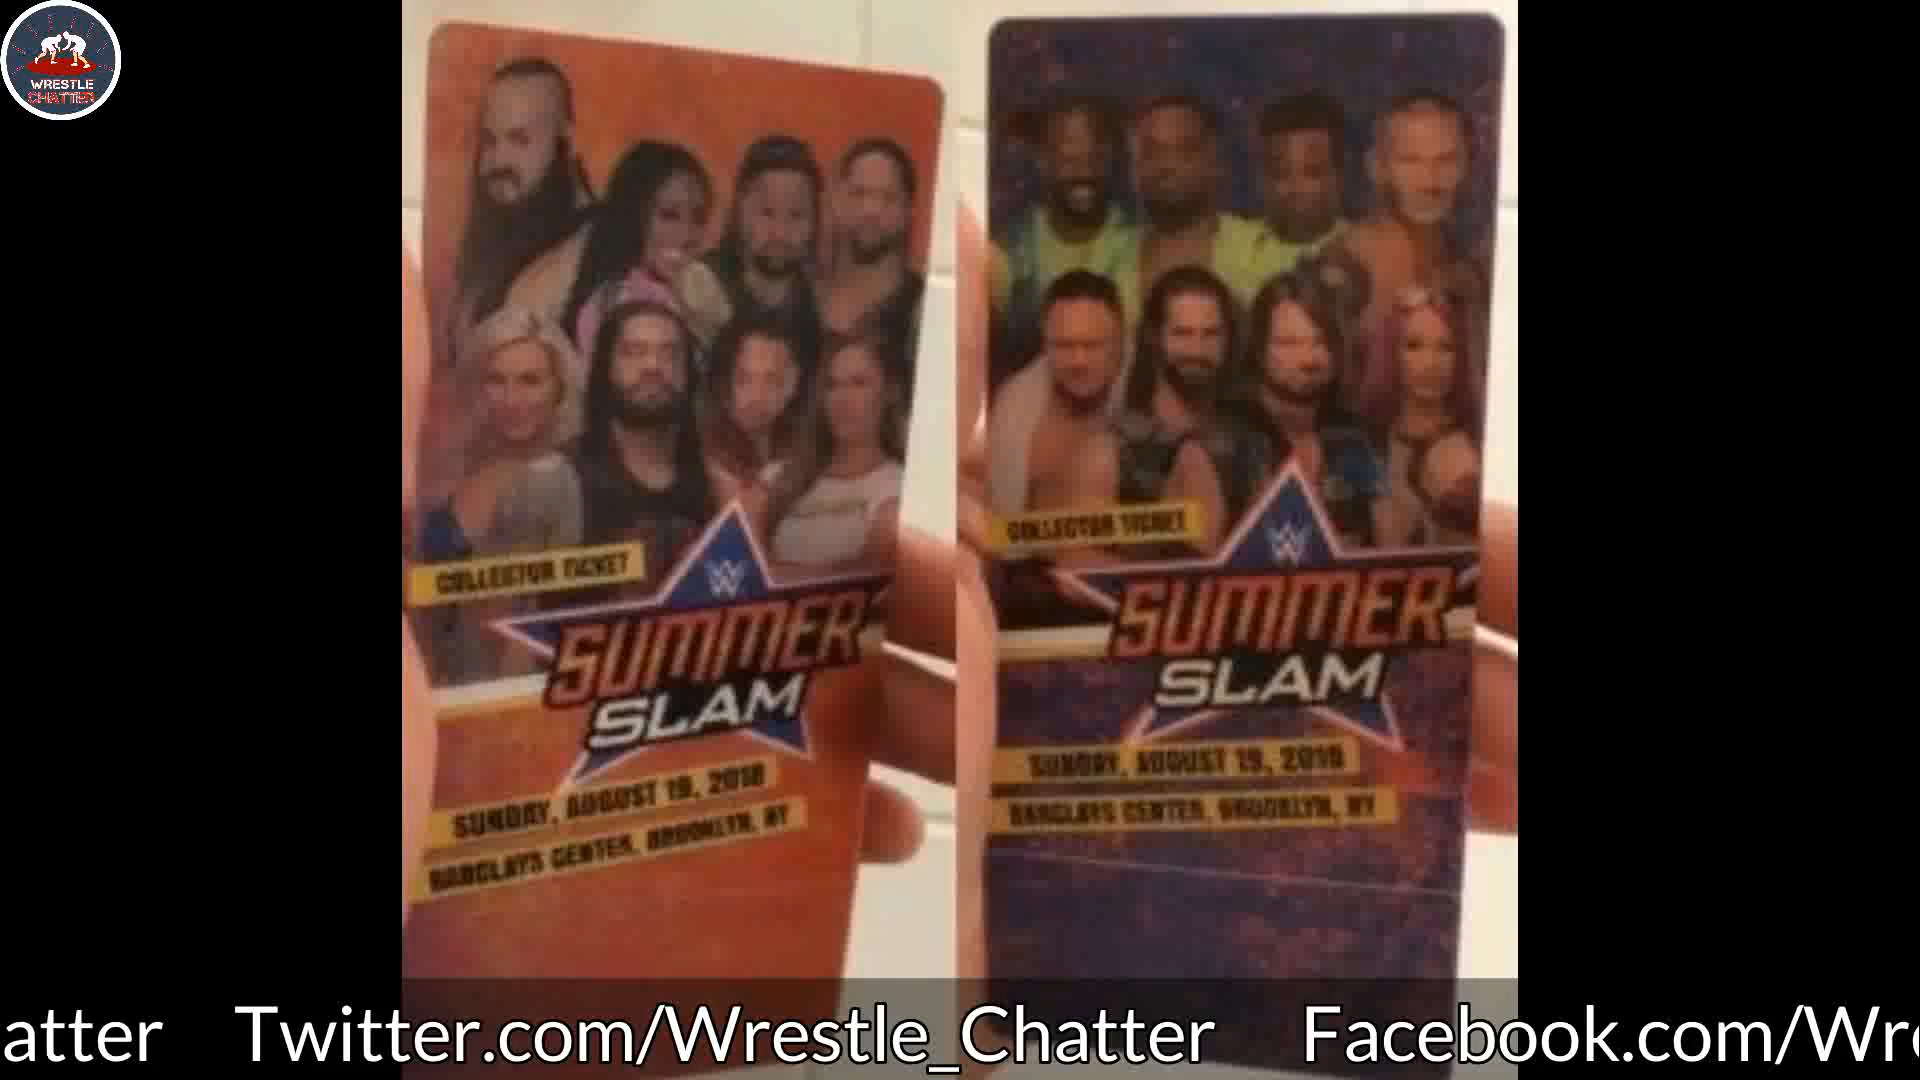 WRESTLE
CHATTER
COLLECTOR TICKET
W
SUMMER
SLAM
SUNDAY, AUGUST 19, 2018
BARCLAYS CENTER, BROOKLYN, NY
COLLECTOR TICKET
W
SUMMER
SLAM
SUNDAY, AUGUST 19, 2018
BARCLAYS CENTER, BROOKLYN, NY
atter Twitter.com/Wrestle_Chatter Facebook.com/Wre